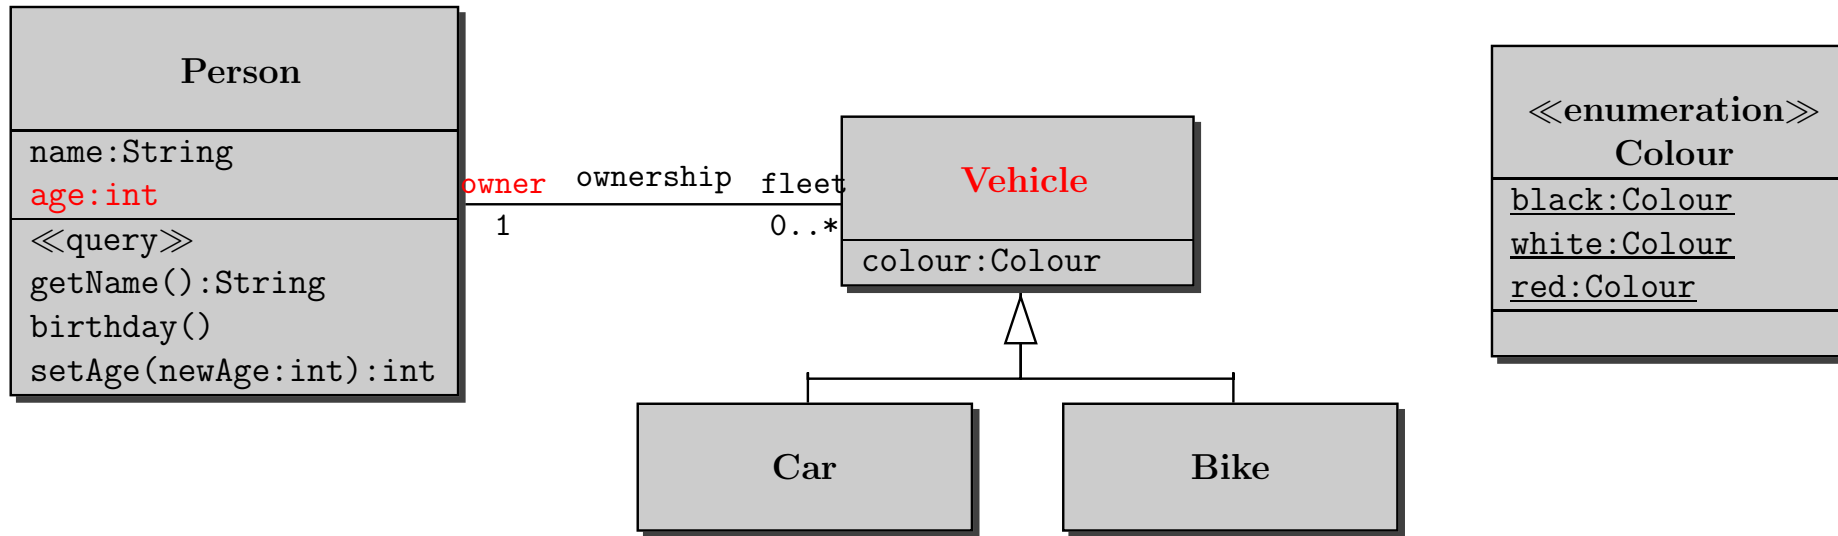 Person
name:String
age:int
≪query≫
getName():String
birthday()
setAge(newAge:int):int
owner
ownership
fleet
1
0..*
Vehicle
colour:Colour
Car
Bike
≪enumeration≫
Colour
black:Colour
white:Colour
red:Colour